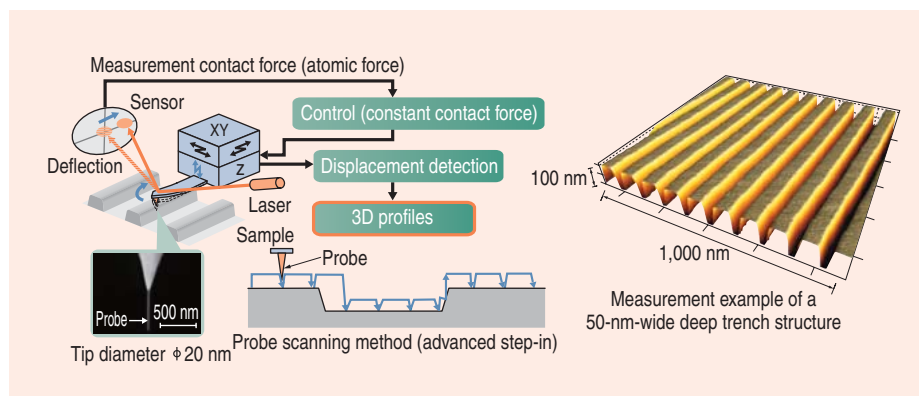 Measurement contact force (atomic force)
Sensor
Control (constant contact force)
XY
Z
Deflection
Displacement detection
Laser
3D profiles
Sample
Probe
Probe
500 nm
Tip diameter ϕ20 nm
Probe scanning method (advanced step-in)
100 nm
1,000 nm
Measurement example of a
50-nm-wide deep trench structure